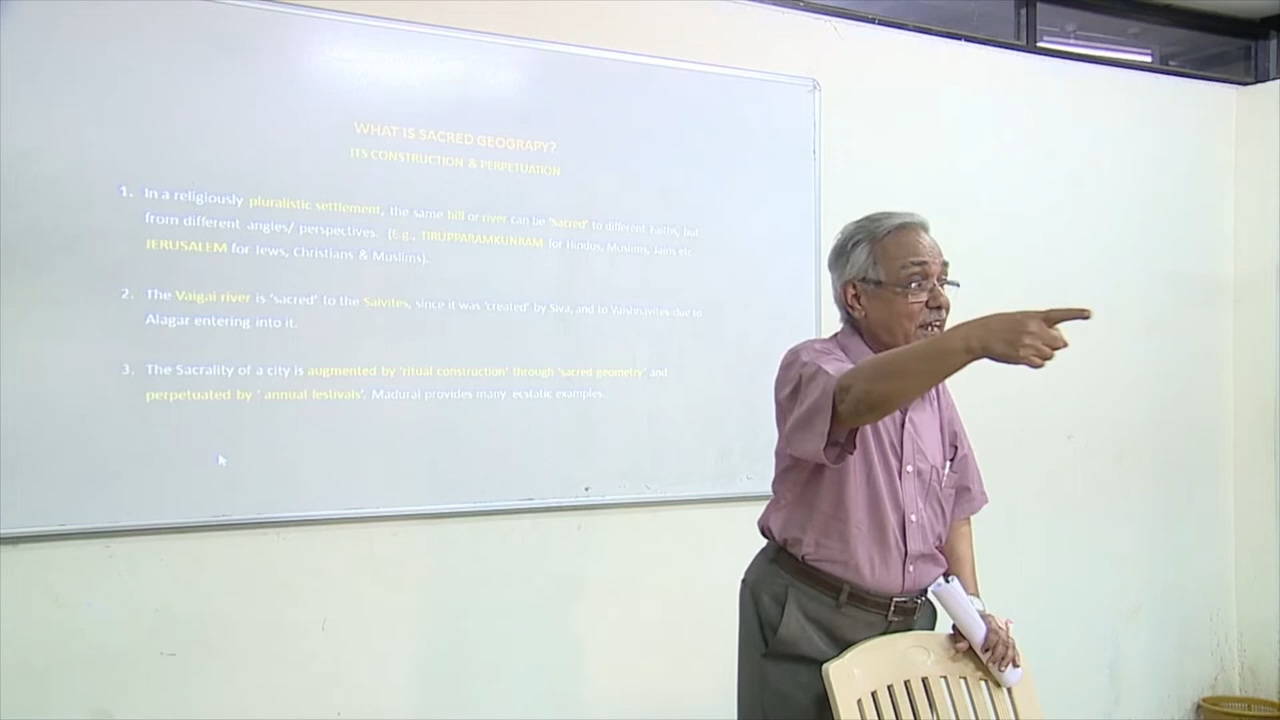 WHAT IS SACRED GEOGRAPY?
ITS CONSTRUCTION & PERPETUATION
1. In a religiously pluralistic settlement, the same hill or river can be 'sacred' to different Faiths, but
from different angles/ perspectives. (E.g., TIRUPPARAMKUNRAM for Hindus, Muslims, Jains etc.
JERUSALEM for Jews, Christians & Muslims).
2. The Vaigai river is 'sacred' to the Saivites, since it was 'created' by Siva, and to Vaishnavites due to
Alagar entering into it.
3. The Sacrality of a city is augmented by 'ritual construction' through 'sacred geometry' and
perpetuated by ' annual festivals'. Madurai provides many ecstatic examples.